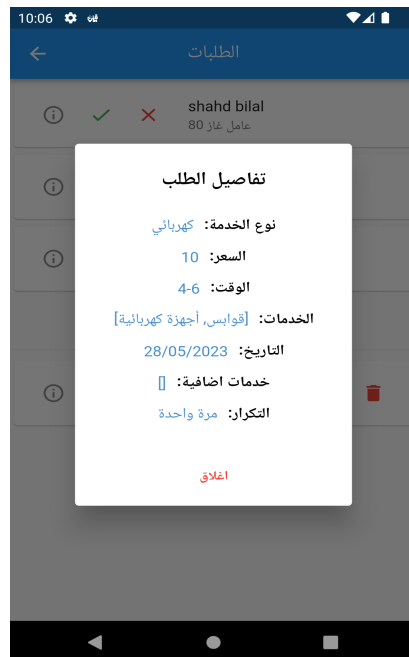 10:06
الطلبات
shahd bilal
عامل غاز 80
تفاصيل الطلب
نوع الخدمة: كهربائي
السعر: 10
الوقت: 6-4
الخدمات: [قوابس, أجهزة كهربائية]
التاريخ: 28/05/2023
خدمات اضافية: []
التكرار: مرة واحدة
اغلاق